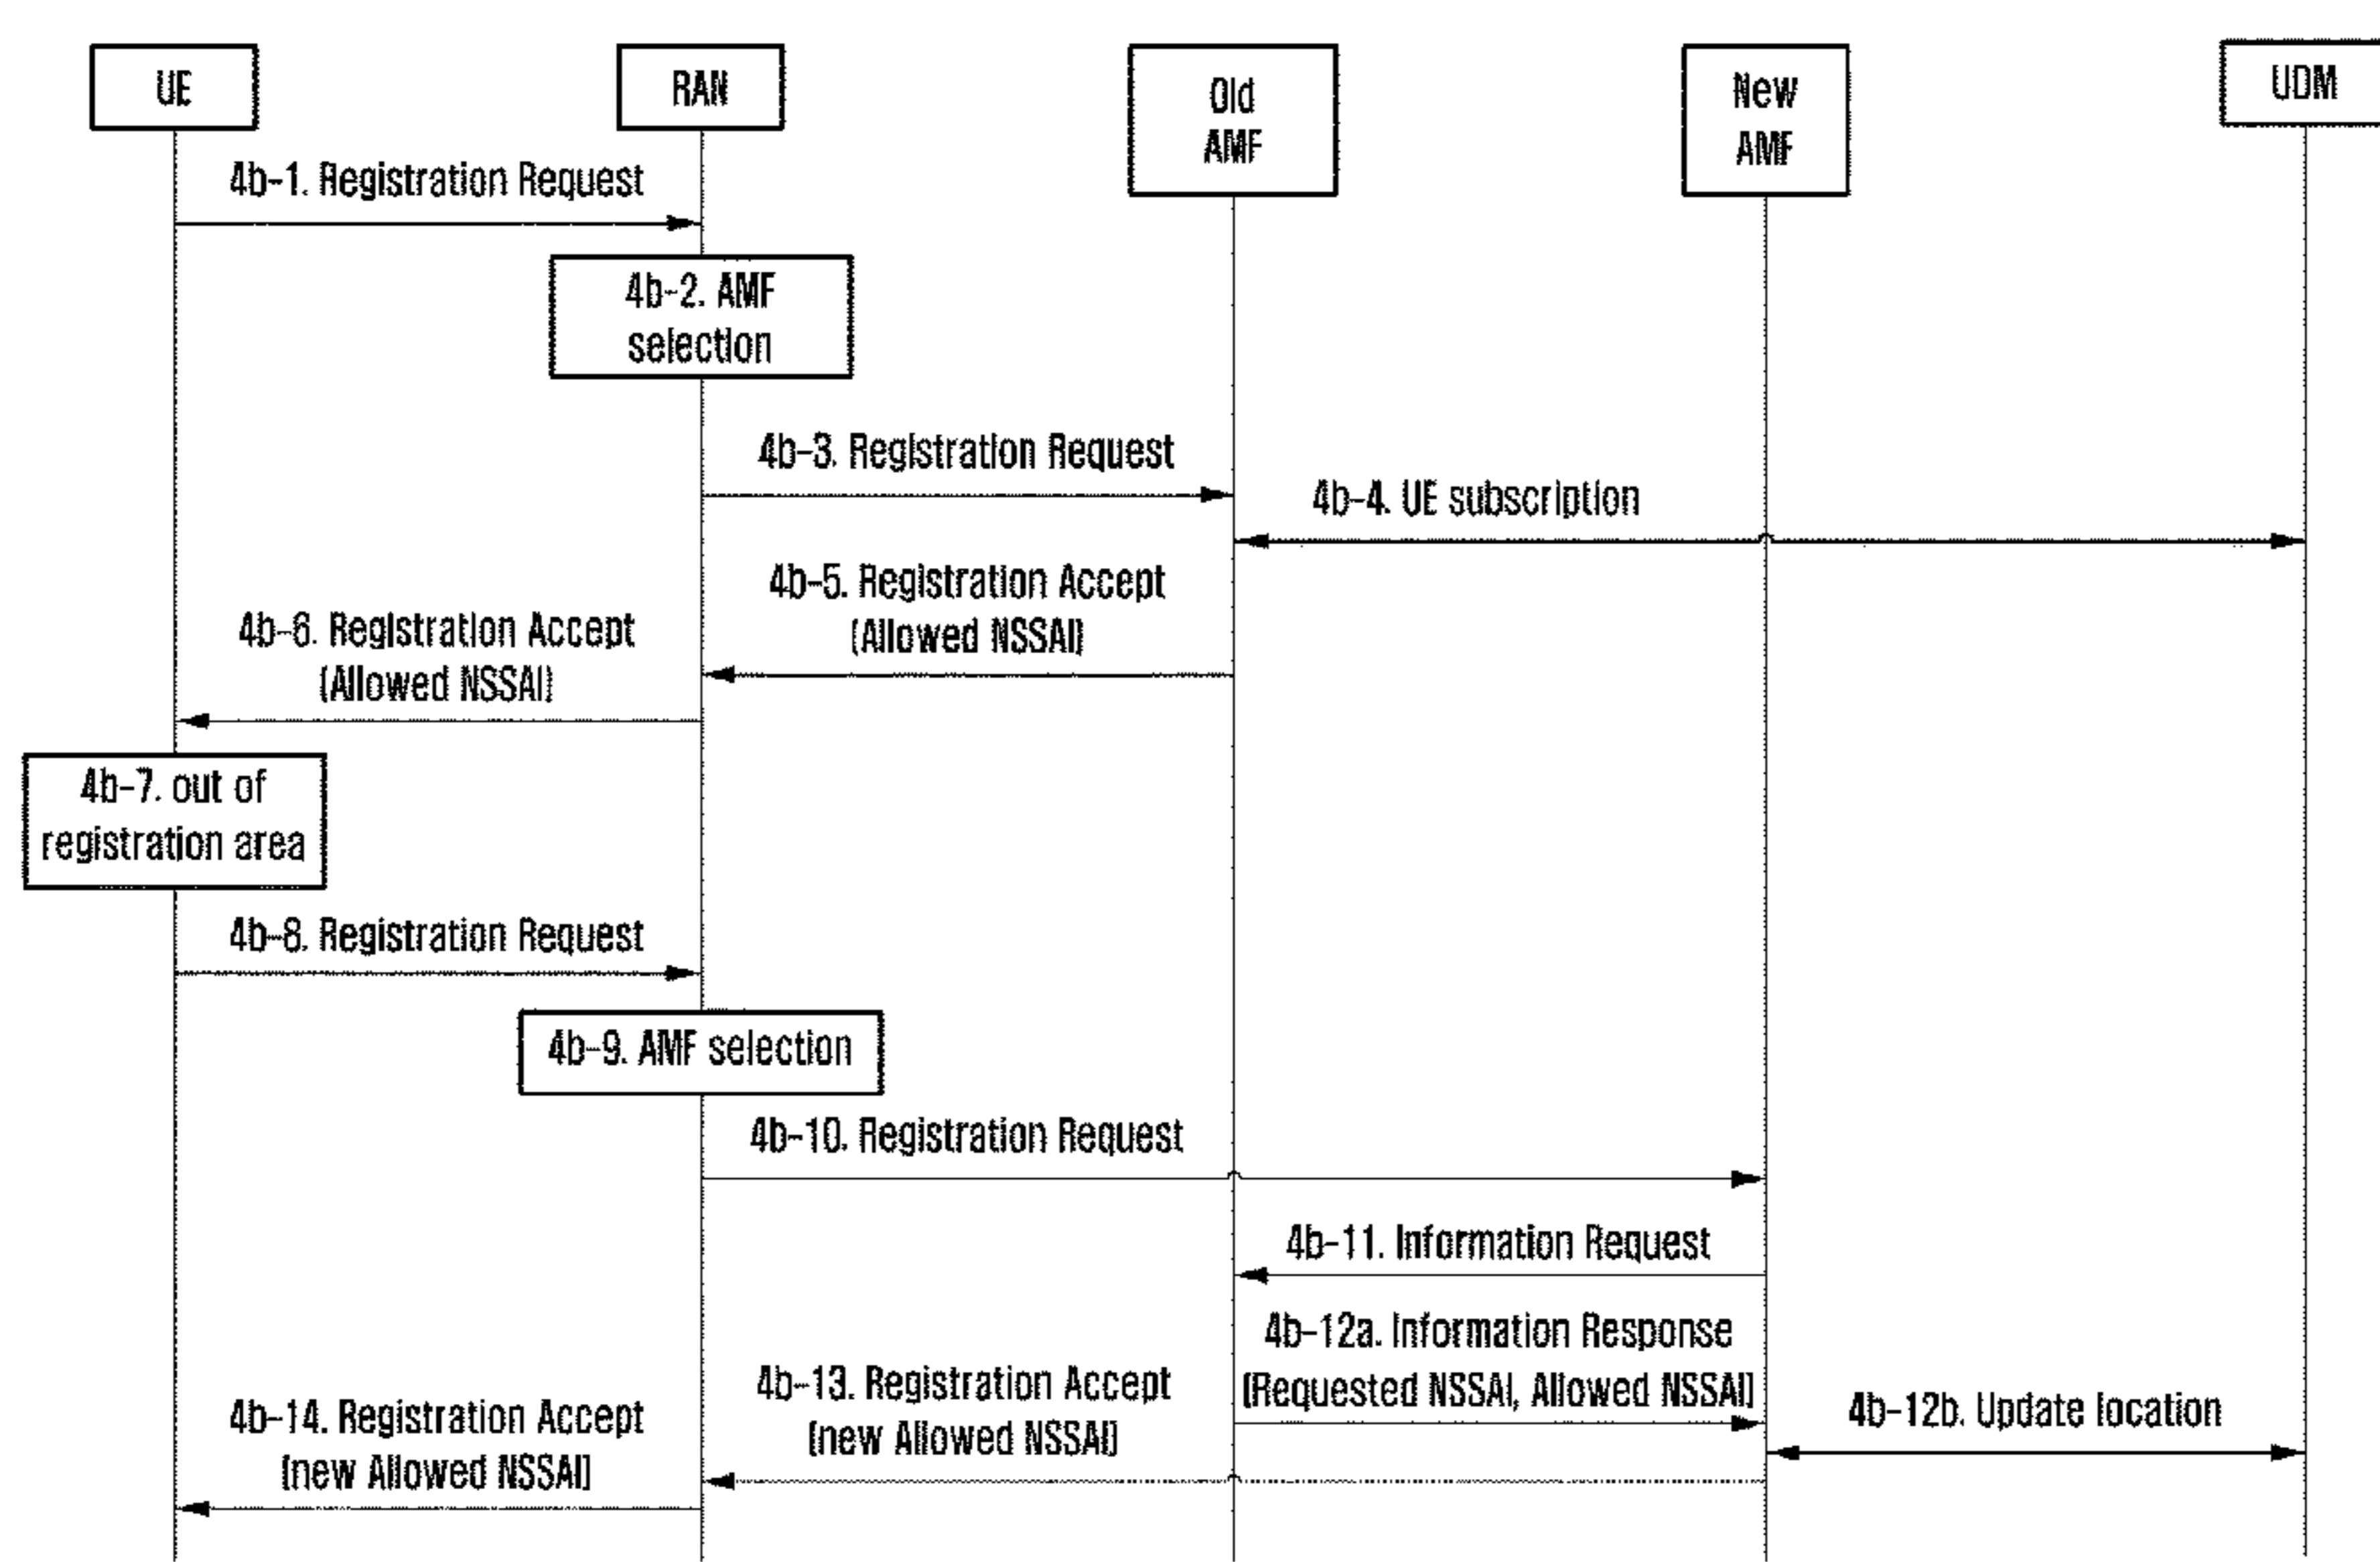 UE
RAN
Old
AMF
New
AMF
UDM
4b-1. Registration Request
4b-2. AMF
selection
4b-3. Registration Request
4b-4. UE subscription
4b-5. Registration Accept
(Allowed NSSAI)
4b-6. Registration Accept
(Allowed NSSAI)
4b-7. out of
registration area
4b-8. Registration Request
4b-9. AMF selection
4b-10. Registration Request
4b-11. Information Request
4b-12a. Information Response
(Requested NSSAI, Allowed NSSAI)
4b-12b. Update location
4b-13. Registration Accept
(new Allowed NSSAI)
4b-14. Registration Accept
(new Allowed NSSAI)